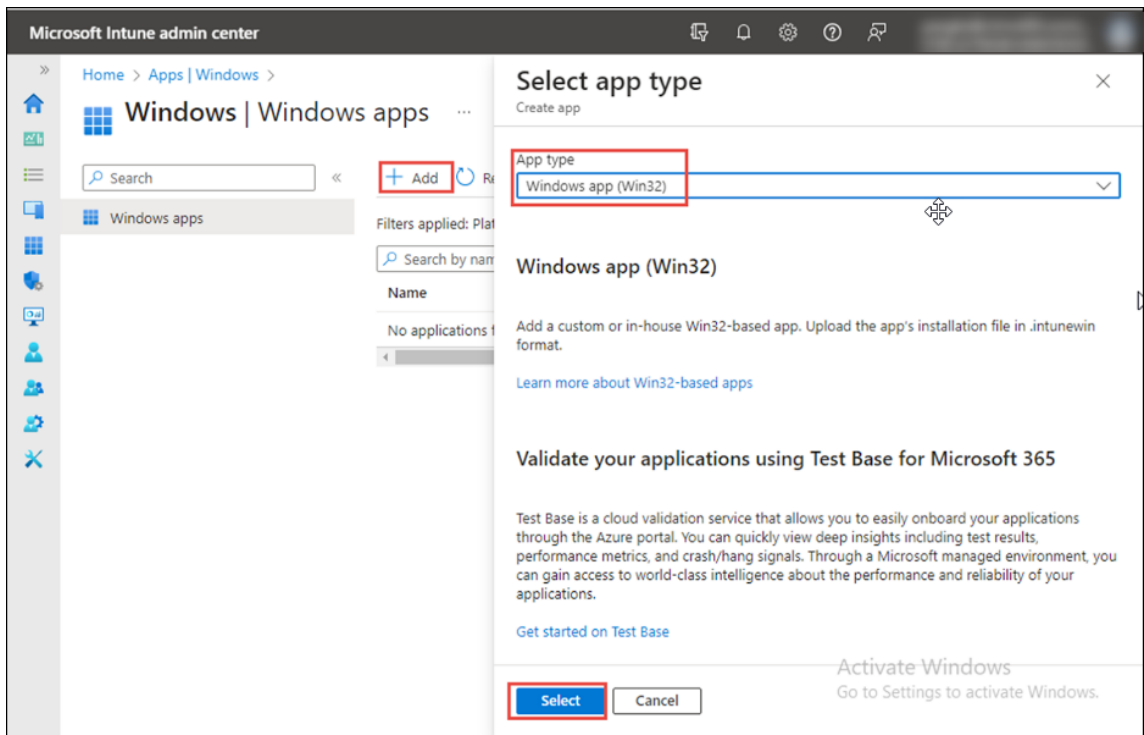 Microsoft Intune admin center
Home > Apps | Windows >
Windows | Windows apps ...
Search
Windows apps
+ Add
Re
Filters applied: Plat
Search by nam
Name
No applications f
Select app type
Create app
App type
Windows app (Win32)
Windows app (Win32)
Add a custom or in-house Win32-based app. Upload the app's installation file in .intunewin
format.
Learn more about Win32-based apps
Validate your applications using Test Base for Microsoft 365
Test Base is a cloud validation service that allows you to easily onboard your applications
through the Azure portal. You can quickly view deep insights including test results,
performance metrics, and crash/hang signals. Through a Microsoft managed environment, you
can gain access to world-class intelligence about the performance and reliability of your
applications.
Get started on Test Base
Select
Cancel
Activate Windows
Go to Settings to activate Windows.